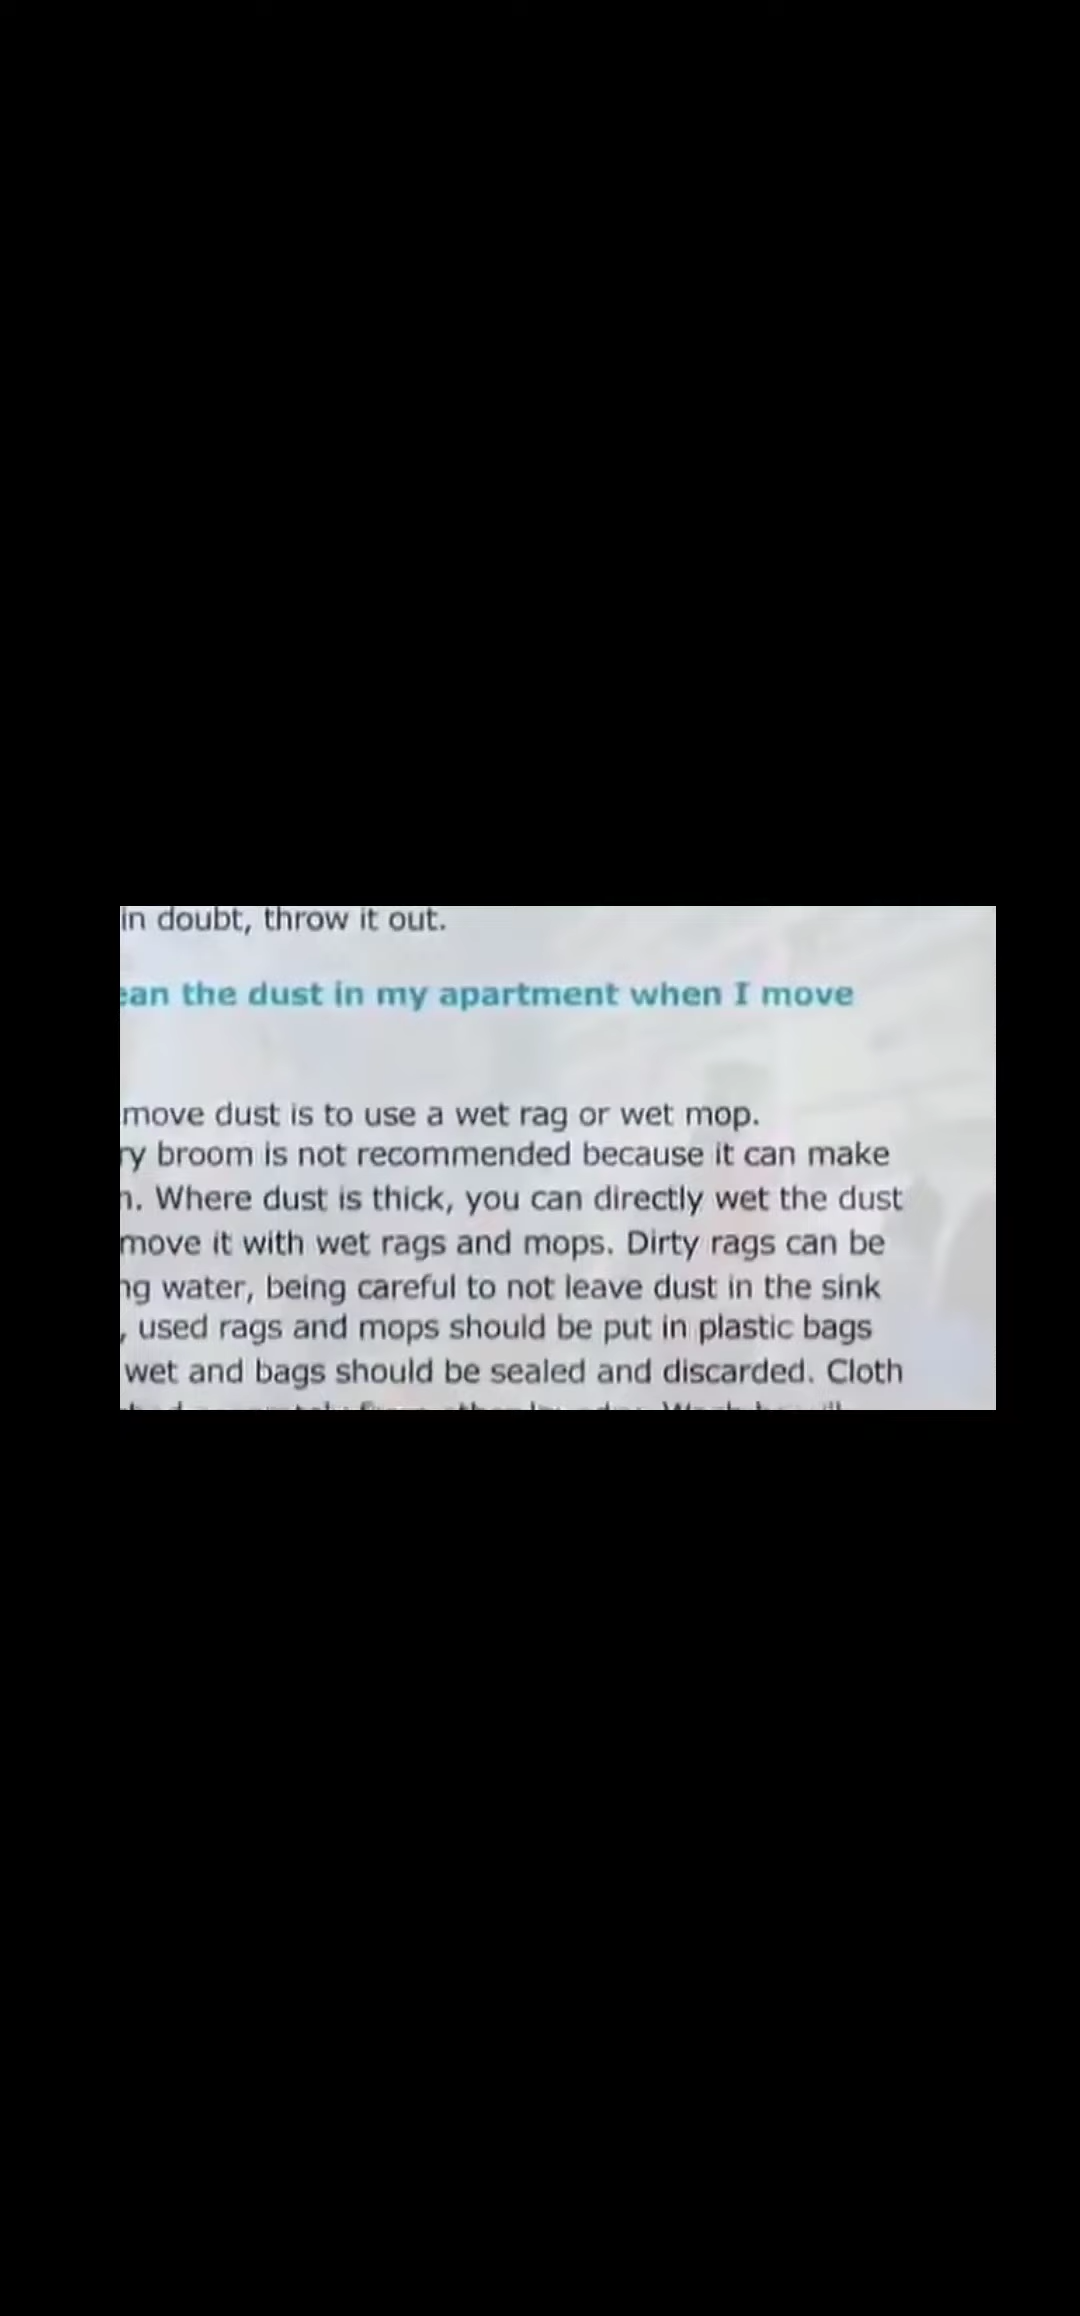 in doubt, throw it out.
ean the dust in my apartment when I move
move dust is to use a wet rag or wet mop.
ry broom is not recommended because it can make
n. Where dust is thick, you can directly wet the dust
move it with wet rags and mops. Dirty rags can be
ng water, being careful to not leave dust in the sink
, used rags and mops should be put in plastic bags
wet and bags should be sealed and discarded. Cloth